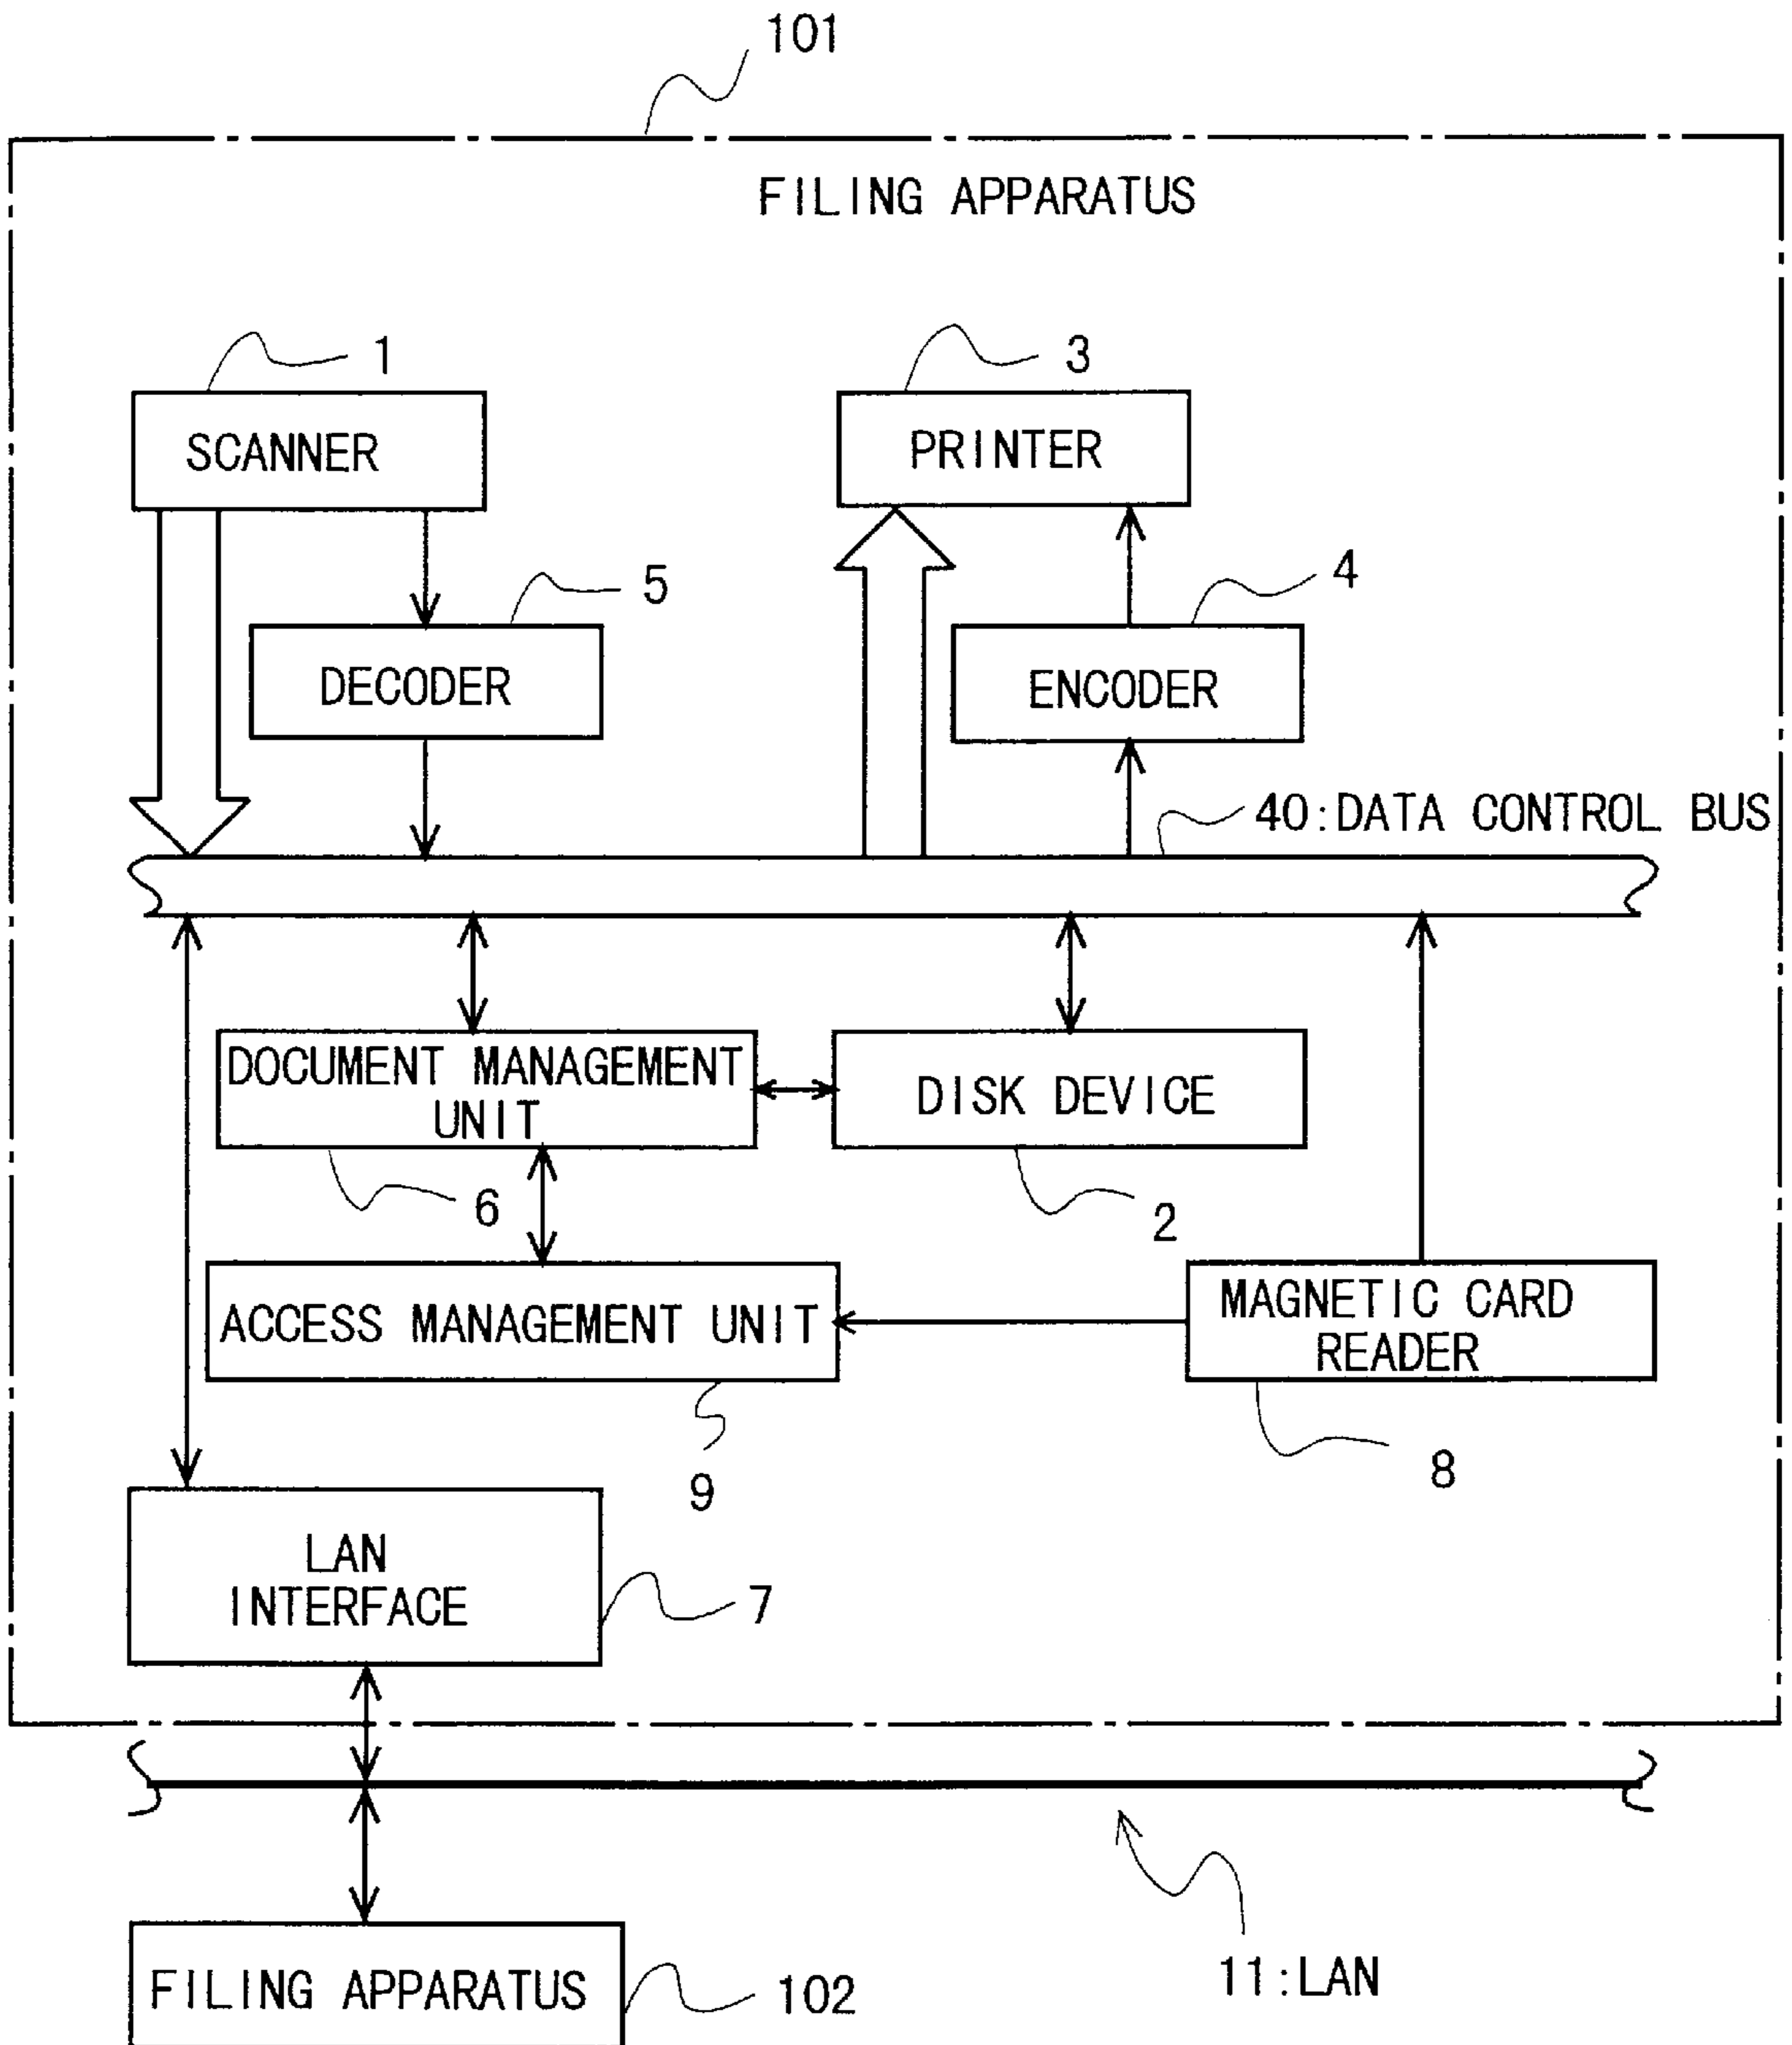 101
FILING APPARATUS
1
3
SCANNER
PRINTER
5
4
DECODER
ENCODER
40:DATA CONTROL BUS
DOCUMENT MANAGEMENT
UNIT
DISK DEVICE
6
2
ACCESS MANAGEMENT UNIT
MAGNETIC CARD
READER
9
8
LAN
INTERFACE
7
11:LAN
FILING APPARATUS
102